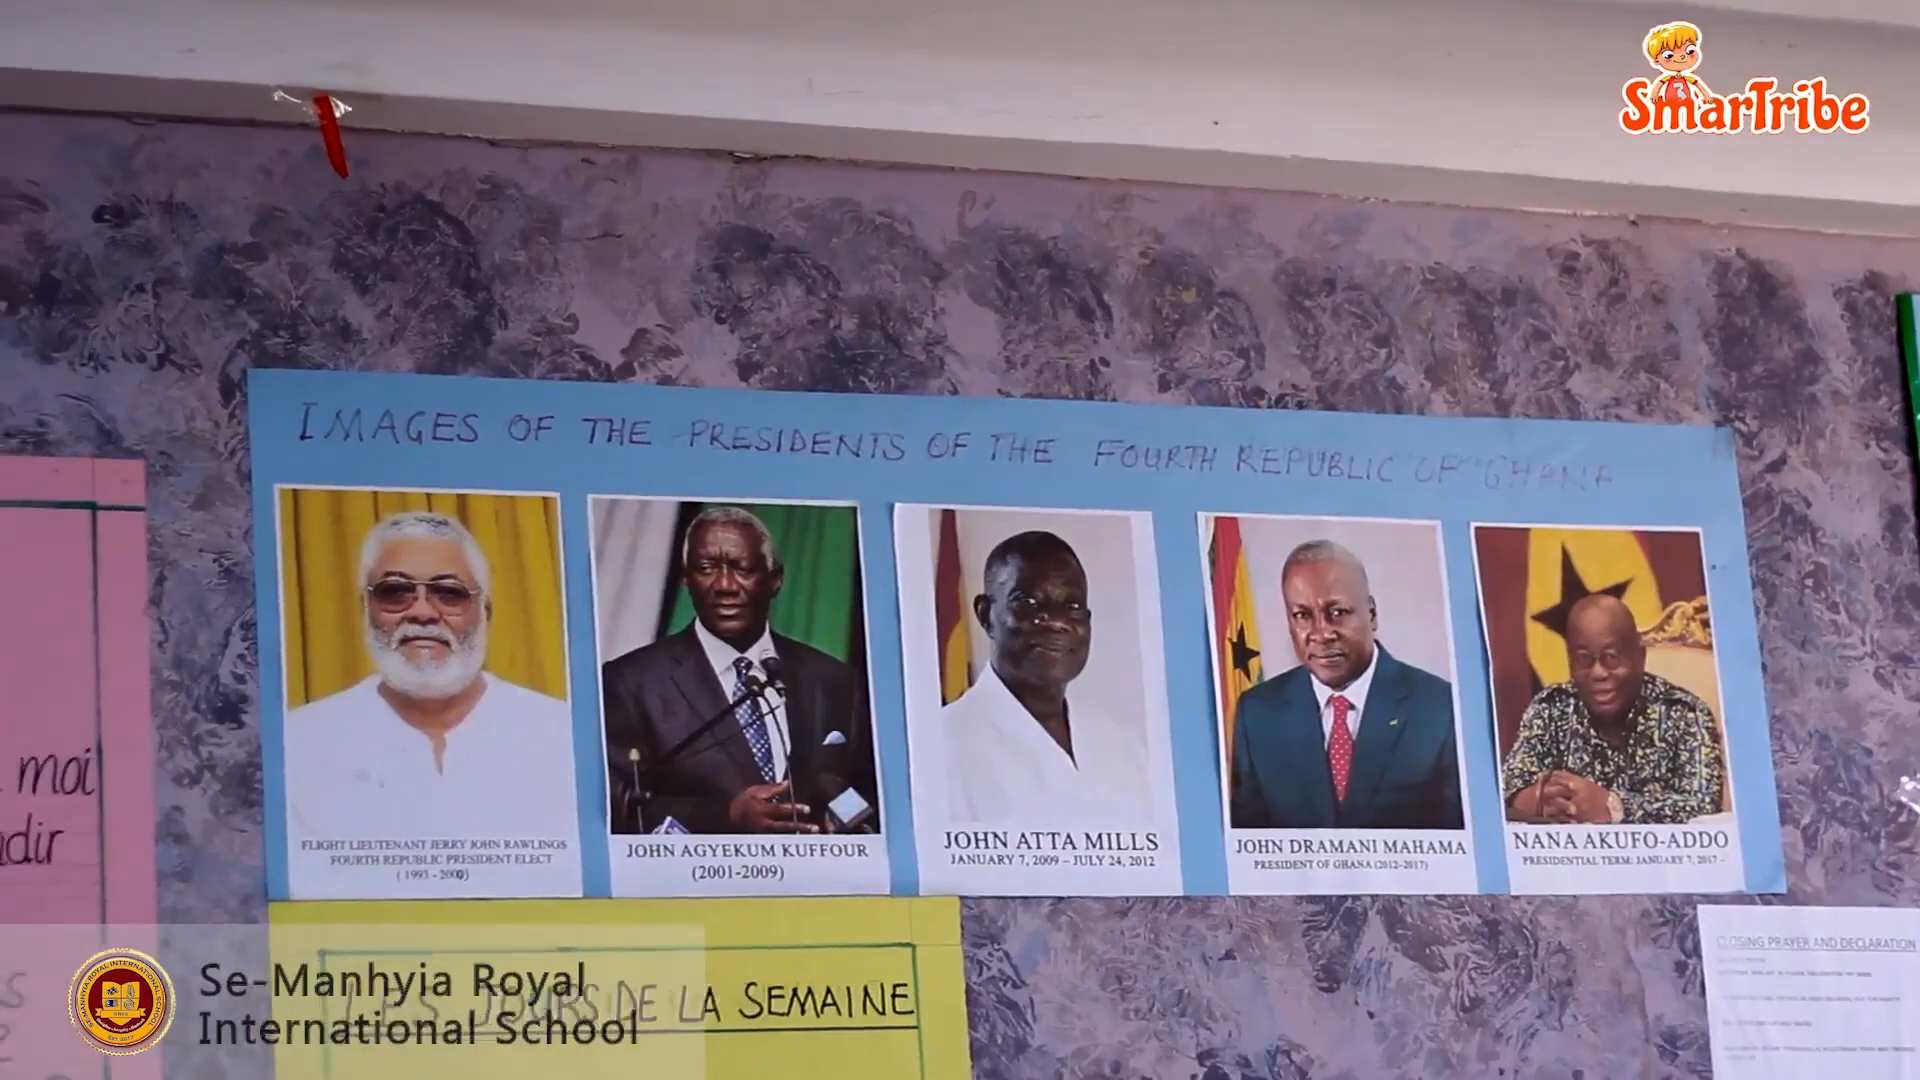 SmarTribe
IMAGES OF THE PRESIDENTS OF THE FOURTH REPUBLIC OF GHANA
FLIGHT LIEUTENANT JERRY JOHN RAWLINGS
FOURTH REPUBLIC PRESIDENT ELECT
( 1993 - 2000)
JOHN AGYEKUM KUFFOUR
(2001-2009)
JOHN ATTA MILLS
JANUARY 7, 2009 – JULY 24, 2012
JOHN DRAMANI MAHAMA
PRESIDENT OF GHANA (2012-2017)
NANA AKUFO-ADDO
PRESIDENTIAL TERM: JANUARY 7, 2017 -
moi
LES JOURS DE LA SEMAINE
CLOSING PRAYER AND DECLARATION
Se-Manhyia Royal
International School